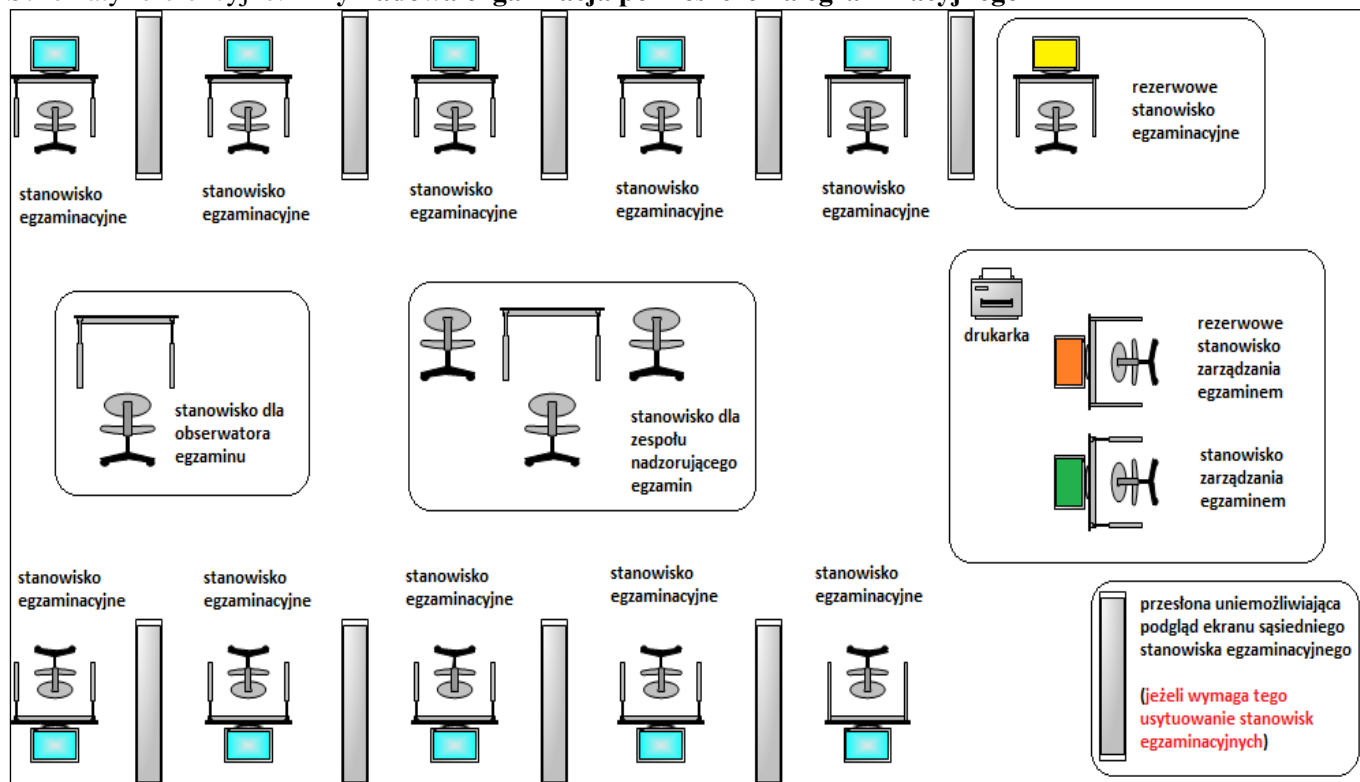 stanowisko
egzaminacyjne
stanowisko
egzaminacyjne
stanowisko
egzaminacyjne
stanowisko
egzaminacyjne
stanowisko
egzaminacyjne
rezerwowe
stanowisko
egzaminacyjne
stanowisko dla
obserwatora
egzaminu
stanowisko dla
zespołu
nadzorującego
egzamin
drukarka
rezerwowe
stanowisko
zarządzania
egzaminem
stanowisko
zarządzania
egzaminem
stanowisko
egzaminacyjne
stanowisko
egzaminacyjne
stanowisko
egzaminacyjne
stanowisko
egzaminacyjne
stanowisko
egzaminacyjne
przesłona uniemożliwiająca
podgląd ekranu sąsiedniego
stanowiska egzaminacyjnego
(jeżeli wymaga tego
usytuowanie stanowisk
egzaminacyjnych)